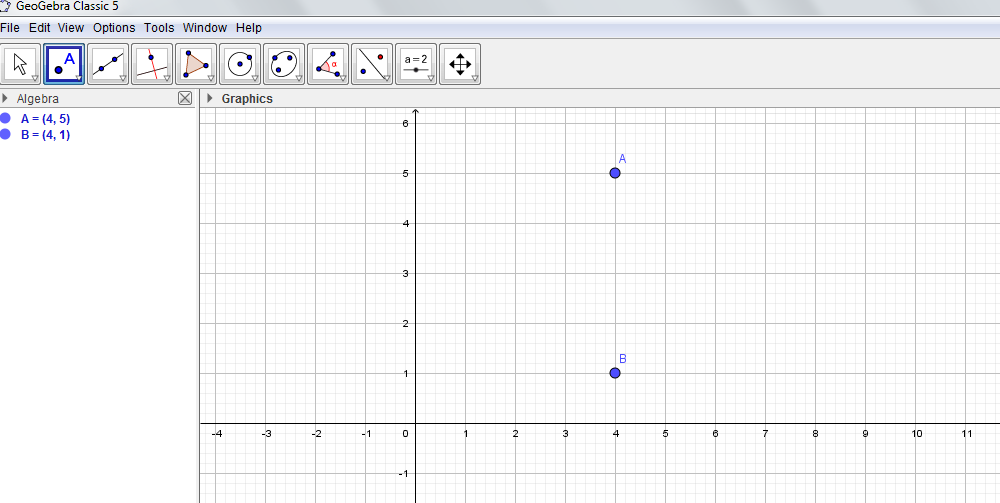 GeoGebra Classic 5
File Edit View Options Tools Window Help
A
α
a=2
Algebra
Graphics
A = (4, 5)
B = (4, 1)
6
A
5
4
3
2
B
1
-4 -3 -2 -1 0 1 2 3 4 5 6 7 8 9 10 11
-1